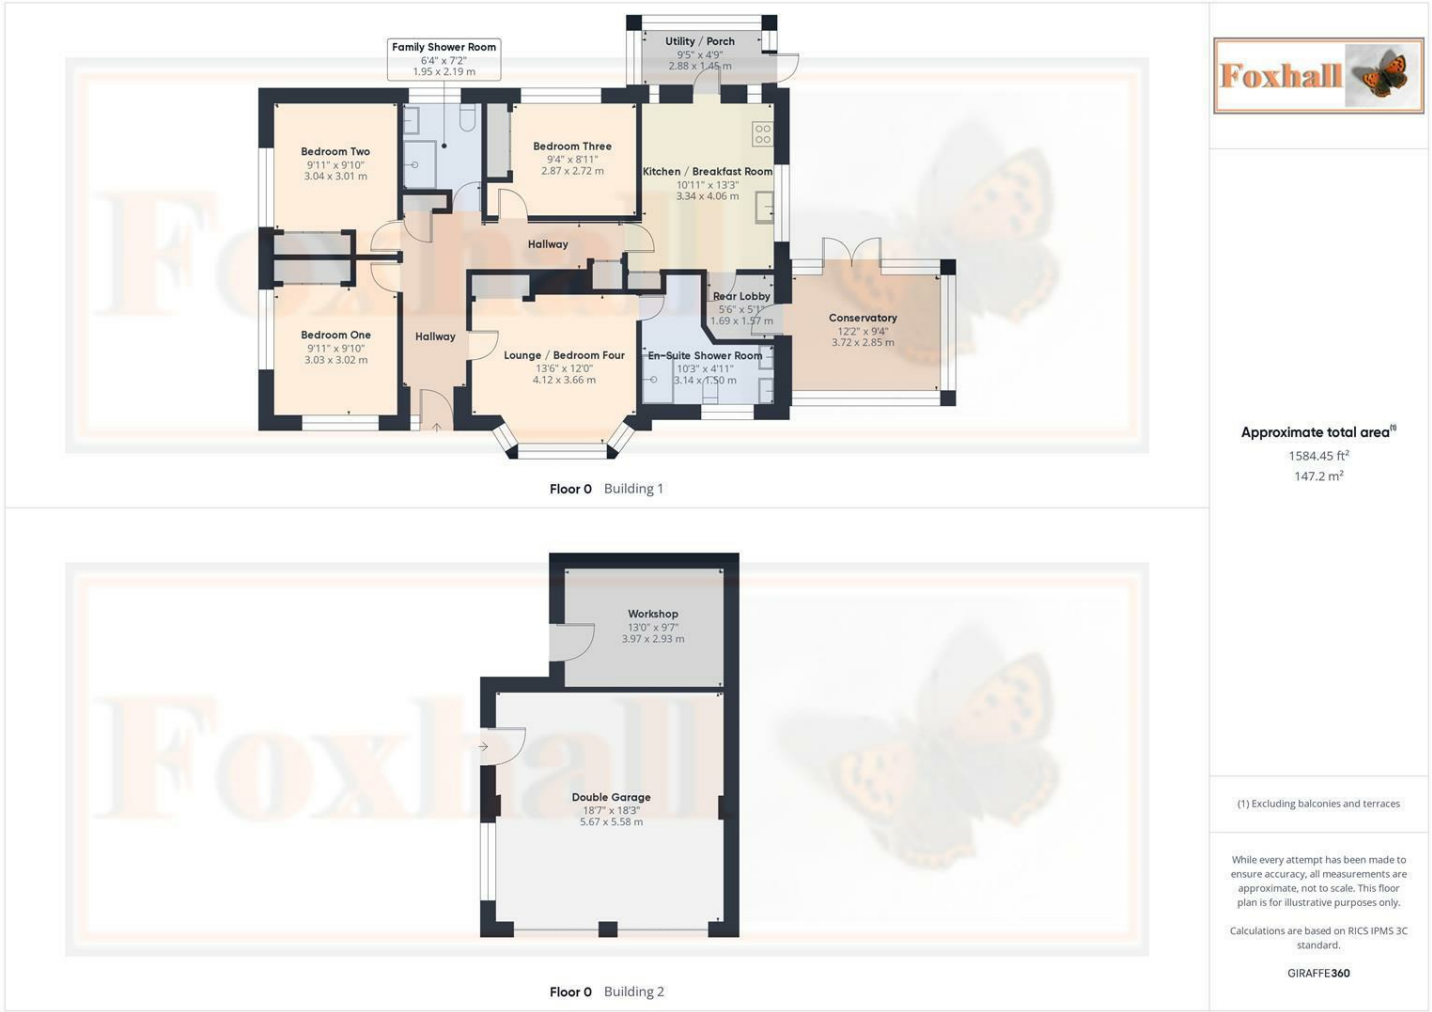 Family Shower Room
6'4" x 7'2"
1.95 x 2.19 m
Utility / Porch
9'5" x 4'9"
2.88 x 1.45 m
Bedroom Two
9'11" x 9'10"
3.04 x 3.01 m
Bedroom Three
9'4" x 8'11"
2.87 x 2.72 m
Kitchen / Breakfast Room
10'11" x 13'3"
3.34 x 4.06 m
Hallway
Rear Lobby
5'6" x 5'1"
1.69 x 1.57 m
Conservatory
12'2" x 9'4"
3.72 x 2.85 m
Bedroom One
9'11" x 9'10"
3.03 x 3.02 m
Hallway
Lounge / Bedroom Four
13'6" x 12'0"
4.12 x 3.66 m
En-Suite Shower Room
10'3" x 4'11"
3.14 x 1.50 m
Foxhall
Floor 0 Building 1
Workshop
13'0" x 9'7"
3.97 x 2.93 m
Double Garage
18'7" x 18'3"
5.67 x 5.58 m
Foxhall
Floor 0 Building 2
Foxhall
Approximate total area(1)
1584.45 ft²
147.2 m²
(1) Excluding balconies and terraces
While every attempt has been made to
ensure accuracy, all measurements are
approximate, not to scale. This floor
plan is for illustrative purposes only.
Calculations are based on RICS IPMS 3C
standard.
GIRAFFE360